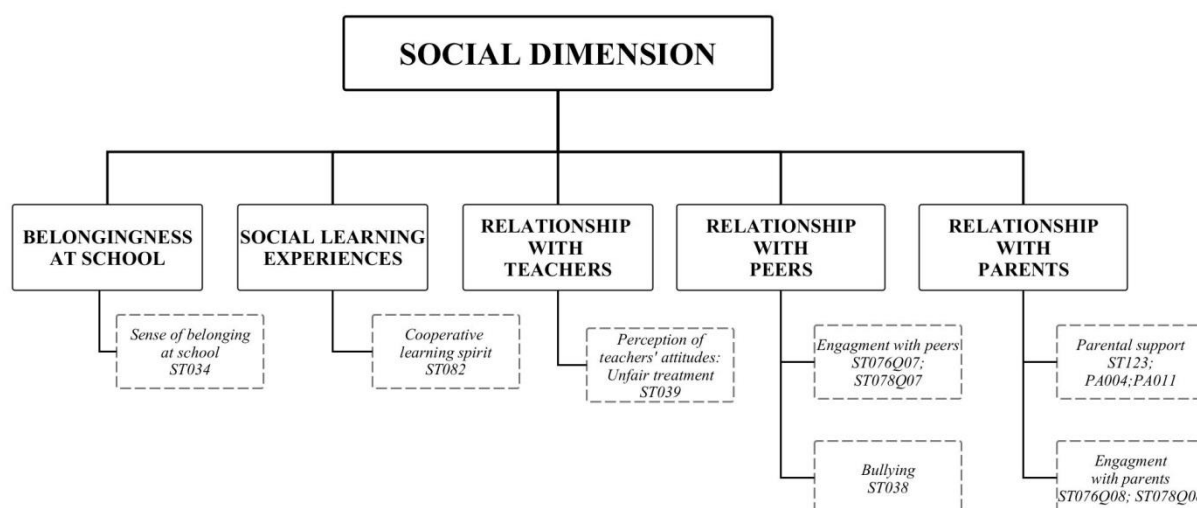 SOCIAL DIMENSION
BELONGINGNESS
AT SCHOOL
SOCIAL LEARNING
EXPERIENCES
RELATIONSHIP
WITH
TEACHERS
RELATIONSHIP
WITH
PEERS
RELATIONSHIP
WITH
PARENTS
Sense of belonging
at school
ST034
Cooperative
learning spirit
ST082
Perception of
teachers' attitudes:
Unfair treatment
ST039
Engagment with peers
ST076Q07;
ST078Q07
Parental support
ST123;
PA004;PA011
Bullying
ST038
Engagment
with parents
ST076Q08;